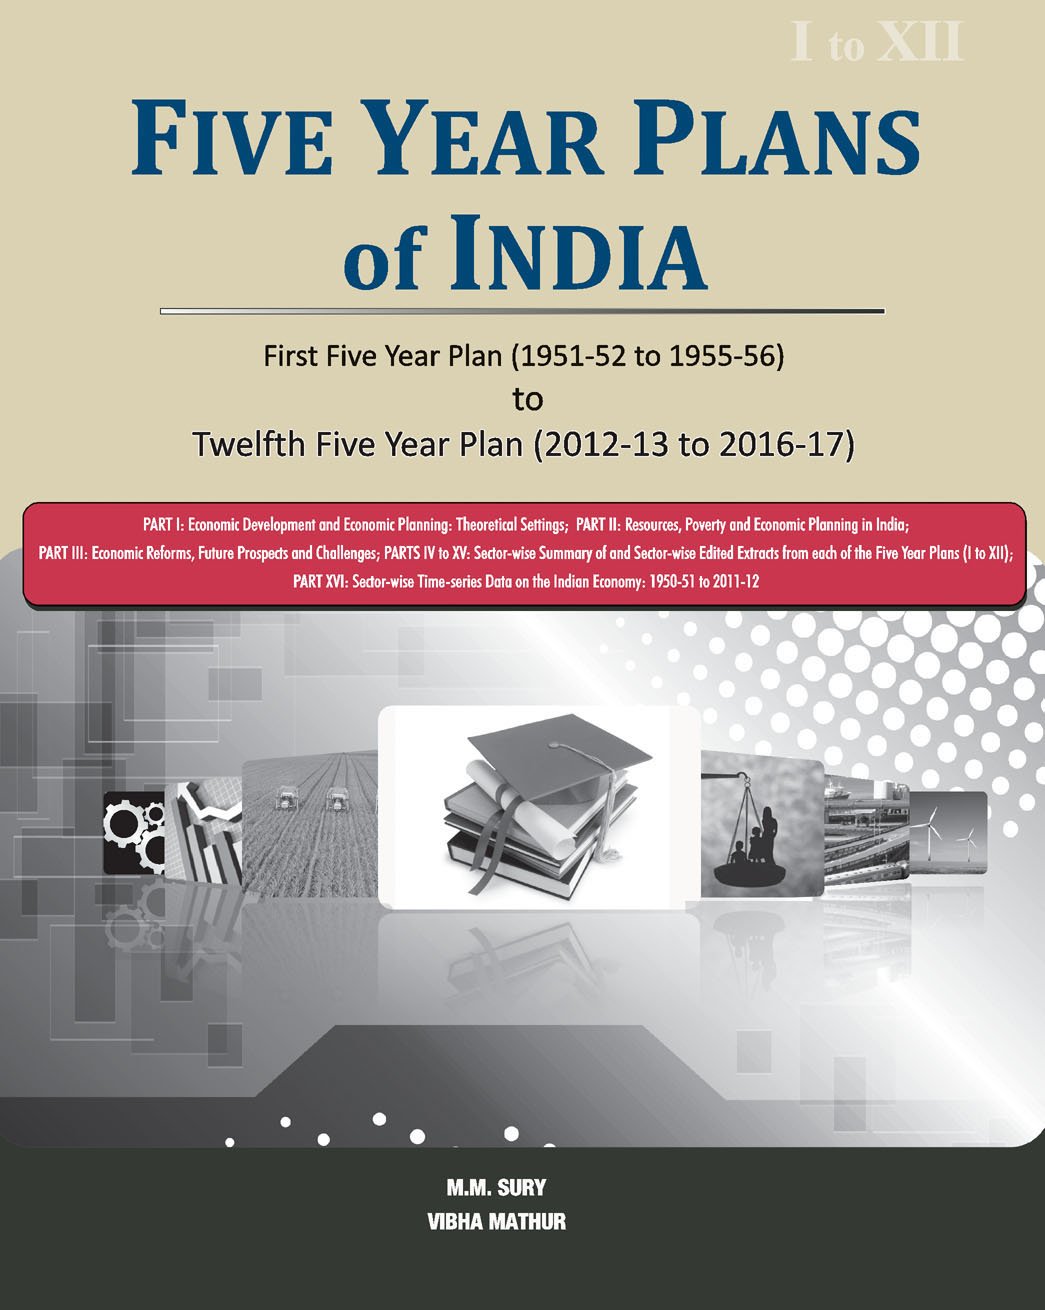 I to XII
FIVE YEAR PLANS
of INDIA
First Five Year Plan (1951-52 to 1955-56)
to
Twelfth Five Year Plan (2012-13 to 2016-17)
PART I: Economic Development and Economic Planning: Theoretical Settings; PART II: Resources, Poverty and Economic Planning in India;
PART III: Economic Reforms, Future Prospects and Challenges; PARTS IV to XV: Sector-wise Summary of and Sector-wise Edited Extracts from each of the Five Year Plans (I to XII);
PART XVI: Sector-wise Time-series Data on the Indian Economy: 1950-51 to 2011-12
M.M. SURY
VIBHA MATHUR